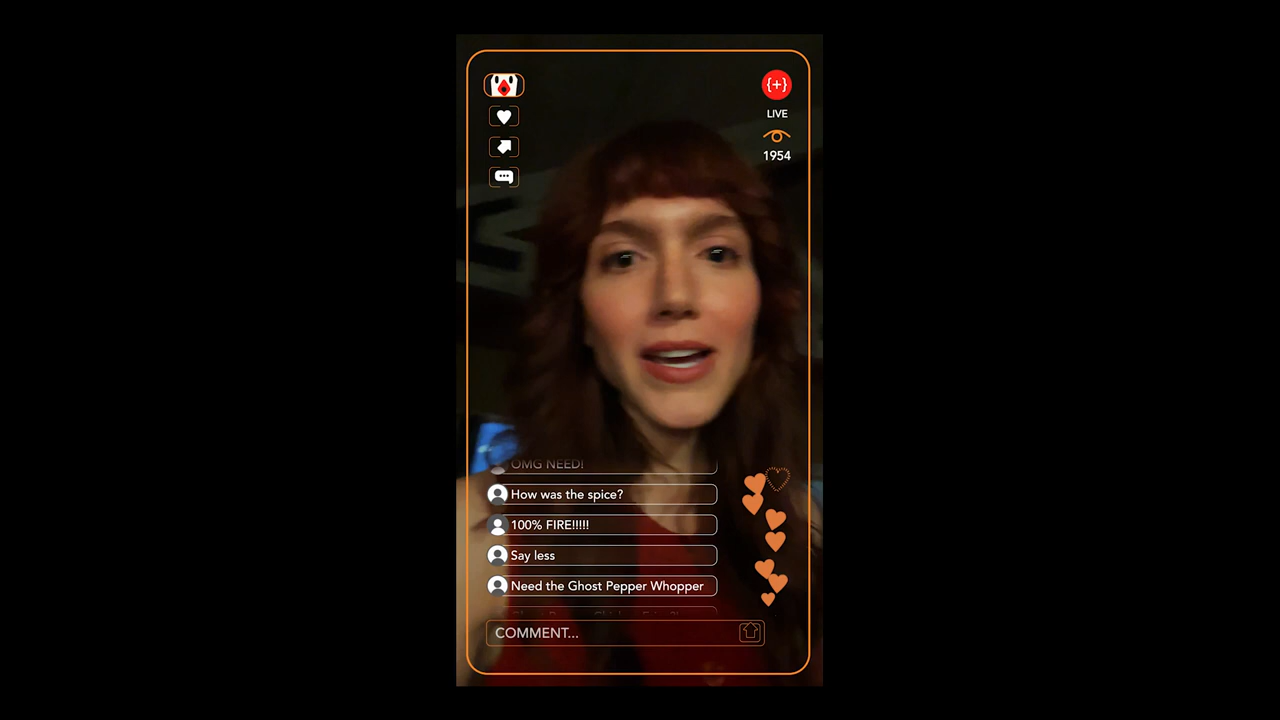 {+}
LIVE
1954
OMG NEED!
How was the spice?
100% FIRE!!!!!
Say less
Need the Ghost Pepper Whopper
COMMENT...